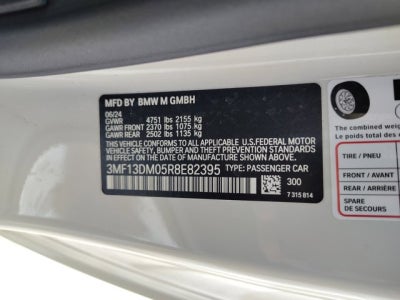 MFD BY BMW M GMBH
06/24
GVWR 4751 lbs 2155 kg
GAWR FRONT 2370 lbs 1075 kg
GAWR REAR 2502 lbs 1135 kg
THIS VEHICLE CONFORMS TO ALL APPLICABLE U.S.FEDERAL MOTOR
VEHICLE SAFETY, BUMPER, AND THEFT PREVENTION STANDARDS IN
EFFECT ON THE DATE OF MANUFACTURE SHOWN ABOVE.
3MF13DM05R8E82395 TYPE: PASSENGER CAR
300
7 315 814
The combined weig
Le poids total des
TIRE / PNEU
FRONT / AVANT
REAR / ARRIÈRE
SPARE
DE SECOURS